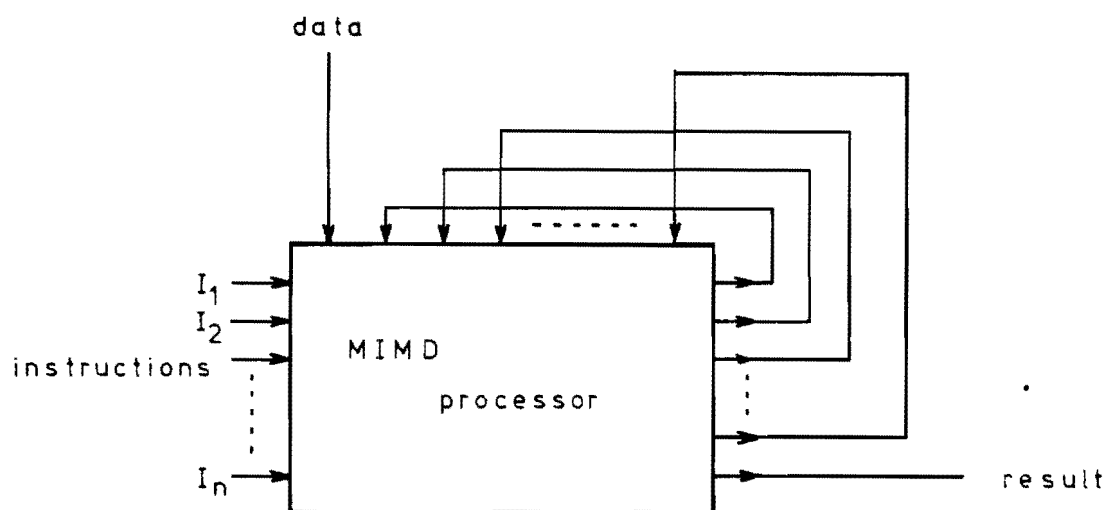 data
I₁
I₂
instructions
Iₙ
MIMD
processor
result